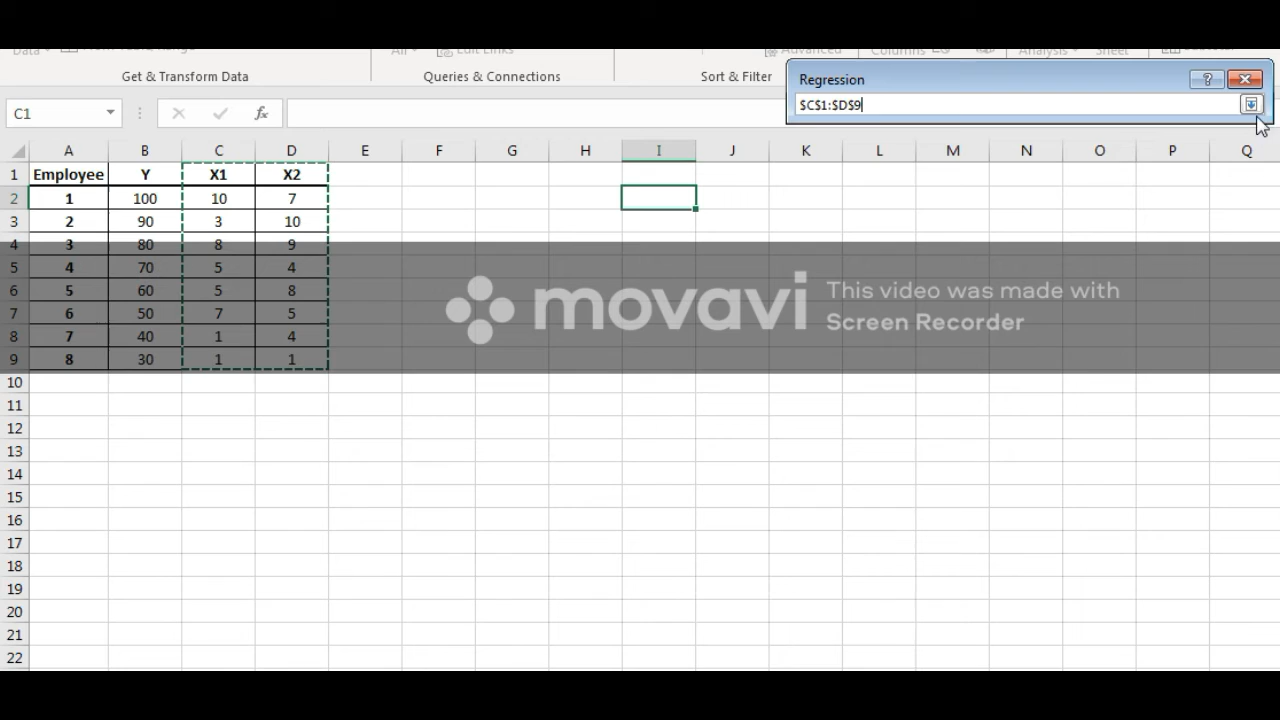 Data
All
Edit Links
Advanced
Columns
Analysis
Sheet
Get & Transform Data
Queries & Connections
Sort & Filter
Regression
?
$C$1:$D$9
C1
fx
A B C D E F G H I J K L M N O P Q
1 Employee Y X1 X2
2 1 100 10 7
3 2 90 3 10
4 3 80 8 9
5 4 70 5 4
6 5 60 5 8
7 6 50 7 5
8 7 40 1 4
9 8 30 1 1
movavi
This video was made with
Screen Recorder
10
11
12
13
14
15
16
17
18
19
20
21
22